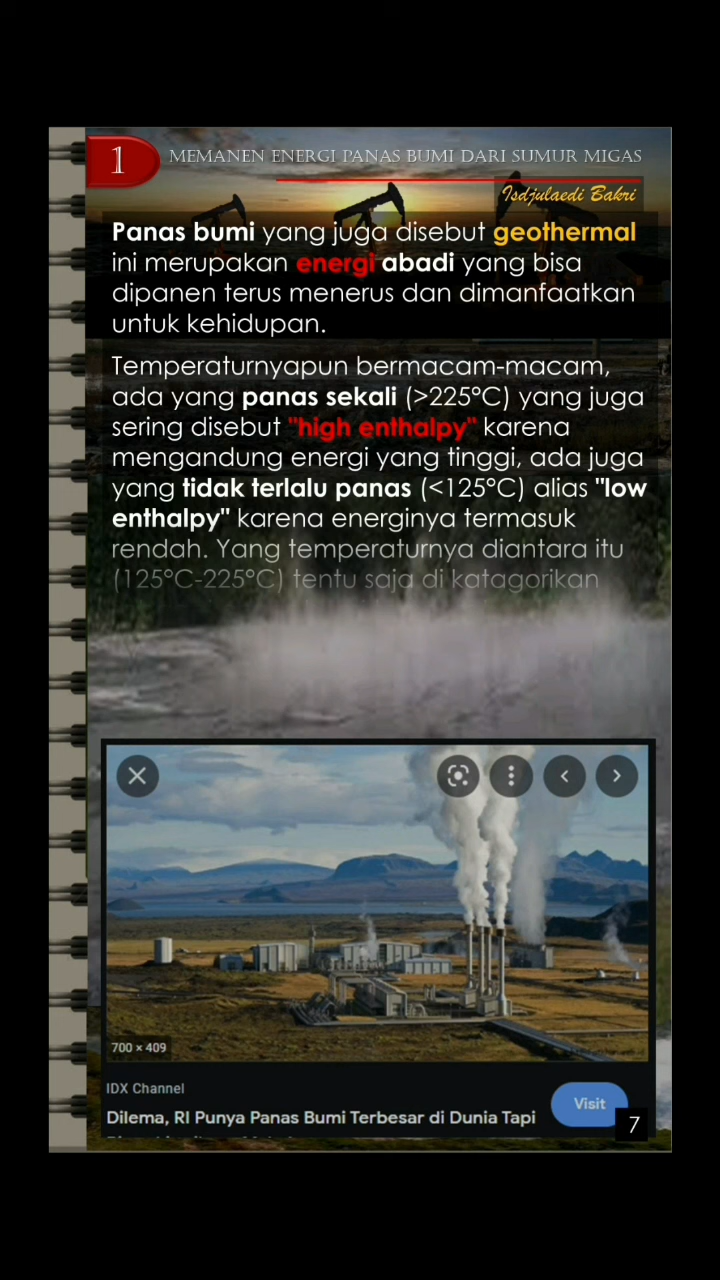 1
MEMANEN ENERGI PANAS BUMI DARI SUMUR MIGAS
Isdjulaedi Bakri
Panas bumi yang juga disebut geothermal
ini merupakan energi abadi yang bisa
dipanen terus menerus dan dimanfaatkan
untuk kehidupan.
Temperaturnyapun bermacam-macam,
ada yang panas sekali (>225°C) yang juga
sering disebut "high enthalpy" karena
mengandung energi yang tinggi, ada juga
yang tidak terlalu panas (<125°C) alias "low
enthalpy" karena energinya termasuk
rendah. Yang temperaturnya diantara itu
(125°C-225°C) tentu saja di katagorikan
700 × 409
IDX Channel
Dilema, RI Punya Panas Bumi Terbesar di Dunia Tapi
Visit
7